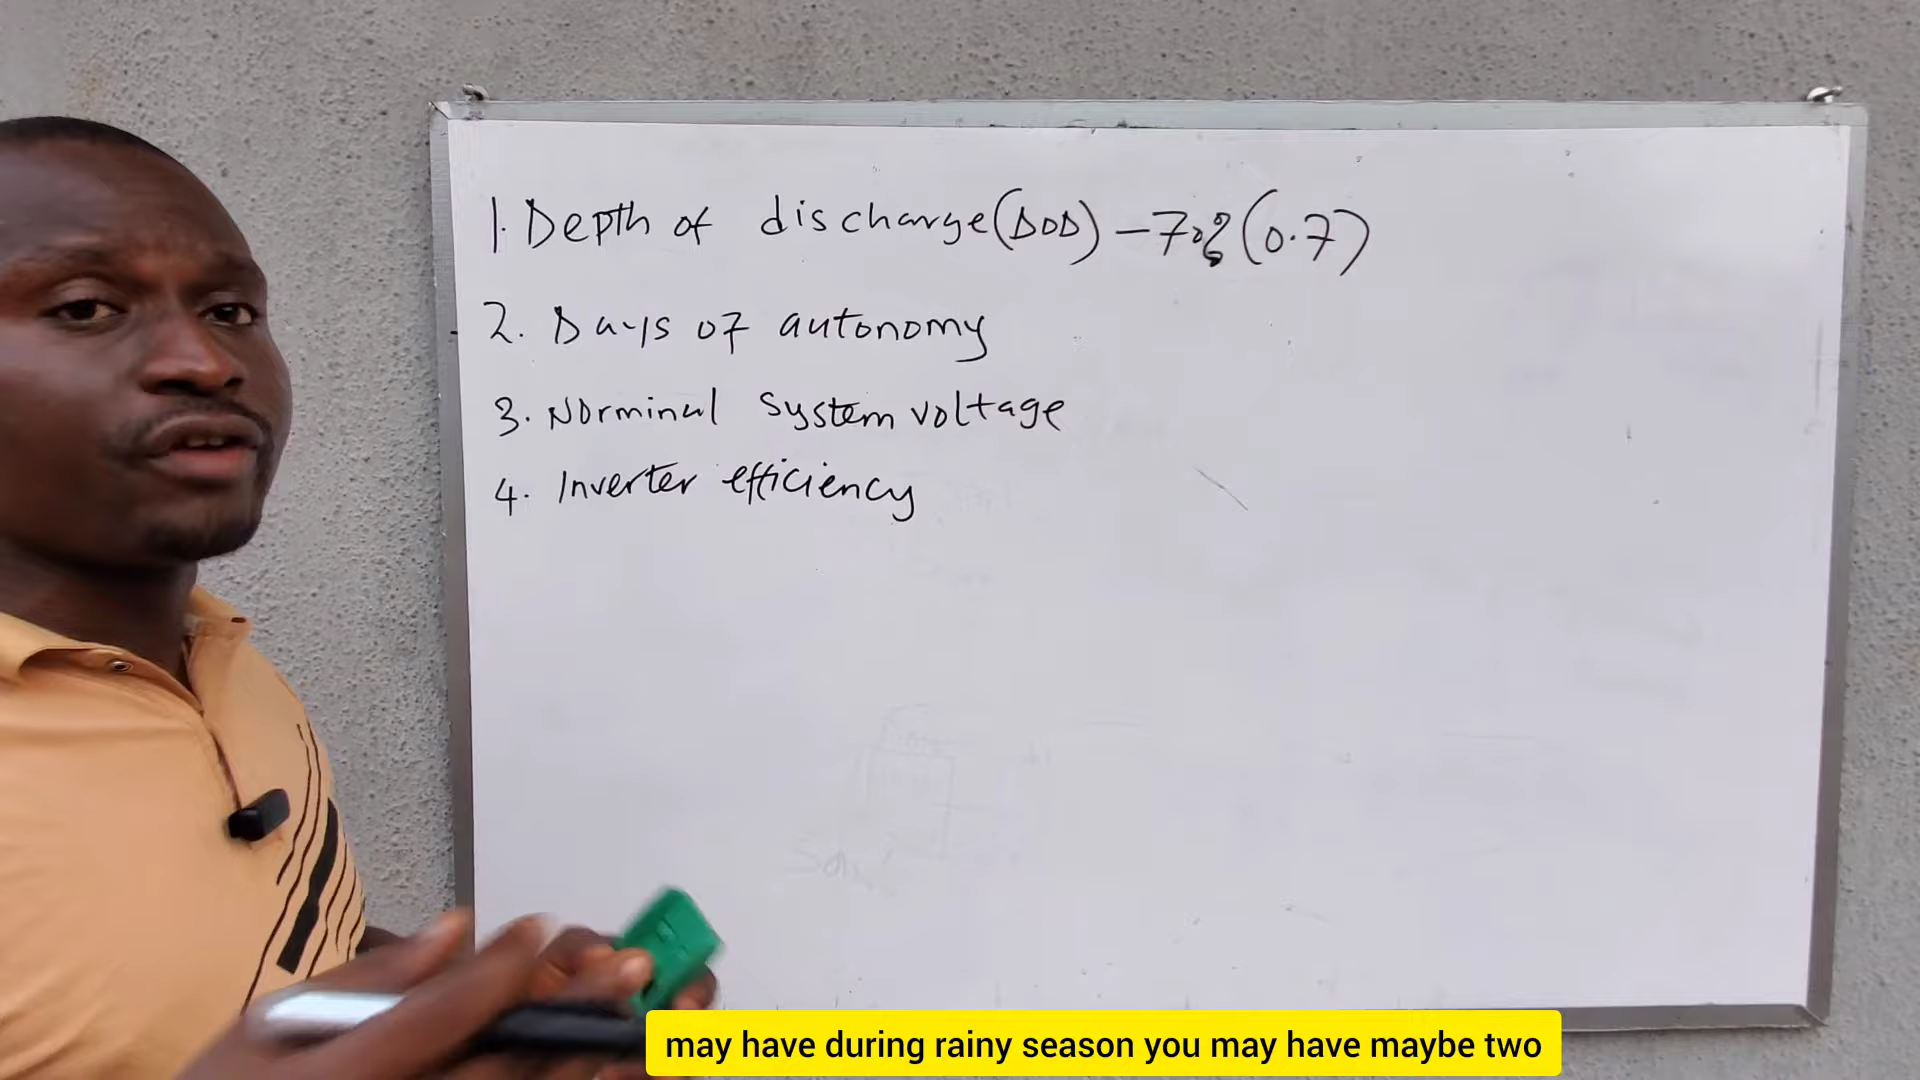 1. Depth of discharge (DOD) - 70% (0.7)
2. Days of autonomy
3. Norminal system voltage
4. Inverter efficiency
may have during rainy season you may have maybe two